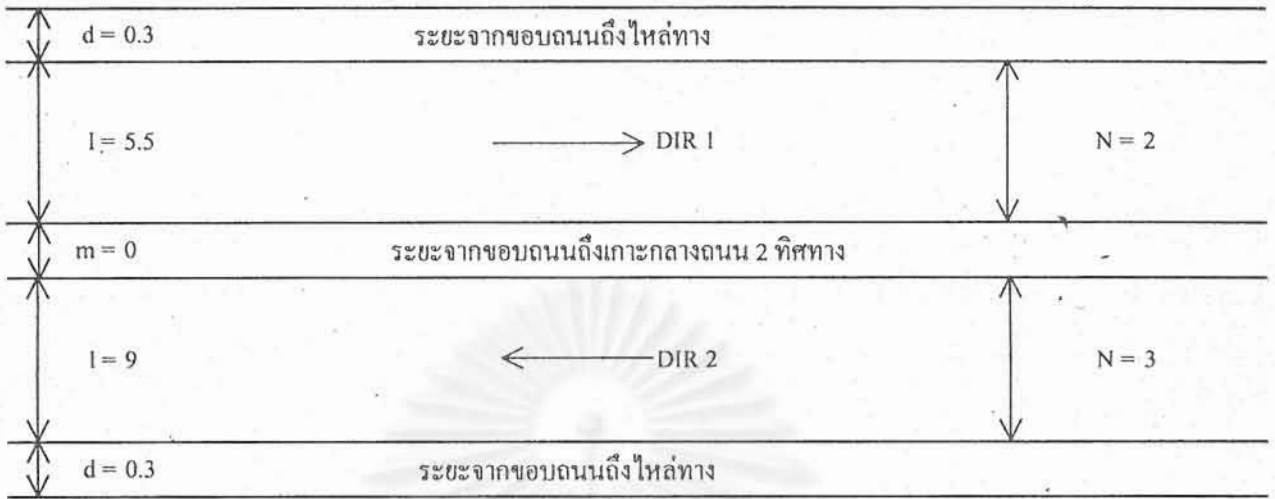 d = 0.3 ระยะจากขอบถนนถึงไหล่ทาง
l = 5.5 DIR 1 N = 2
m = 0 ระยะจากขอบถนนถึงเกาะกลางถนน 2 ทิศทาง
l = 9 DIR 2 N = 3
d = 0.3 ระยะจากขอบถนนถึงไหล่ทาง